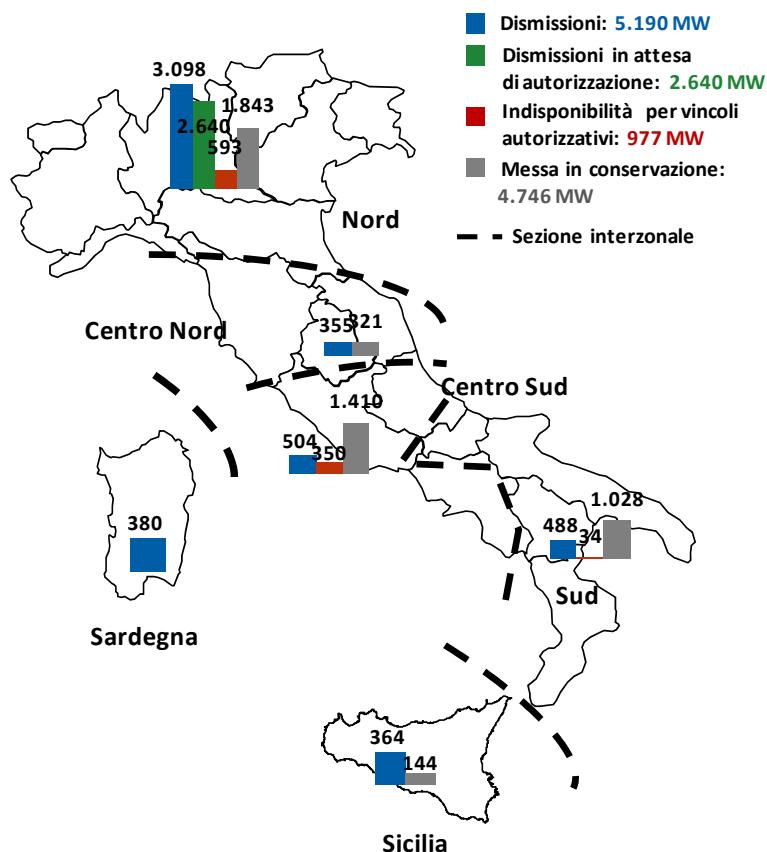 Dismissioni: 5.190 MW
Dismissioni in attesa
di autorizzazione: 2.640 MW
Indisponibilità per vincoli
autorizzativi: 977 MW
Messa in conservazione:
4.746 MW
Sezione interzonale
3.098
2.640
593
1.843
Nord
Centro Nord
355
321
Centro Sud
1.410
504
350
380
Sardegna
1.028
488
34
Sud
364
144
Sicilia